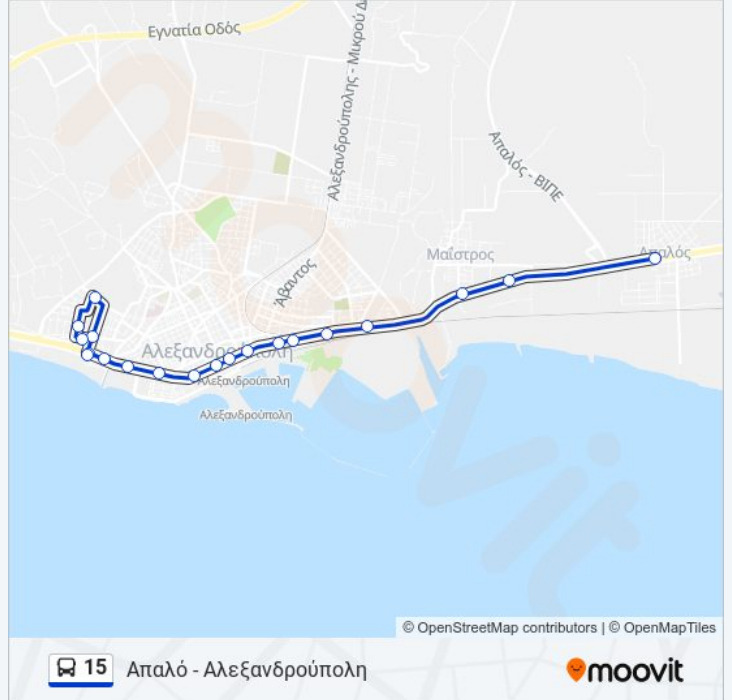 Εγνατία Οδός
Αλεξανδρούπολης - Μικρού Δ
Απαλός - ΒΙΠΕ
Μαΐστρος
Απαλός
Άβαντος
Αλεξανδρούπολη
Αλεξανδρούπολη
Αλεξανδρούπολη
© OpenStreetMap contributors | © OpenMapTiles
15 Απαλό - Αλεξανδρούπολη
moovit